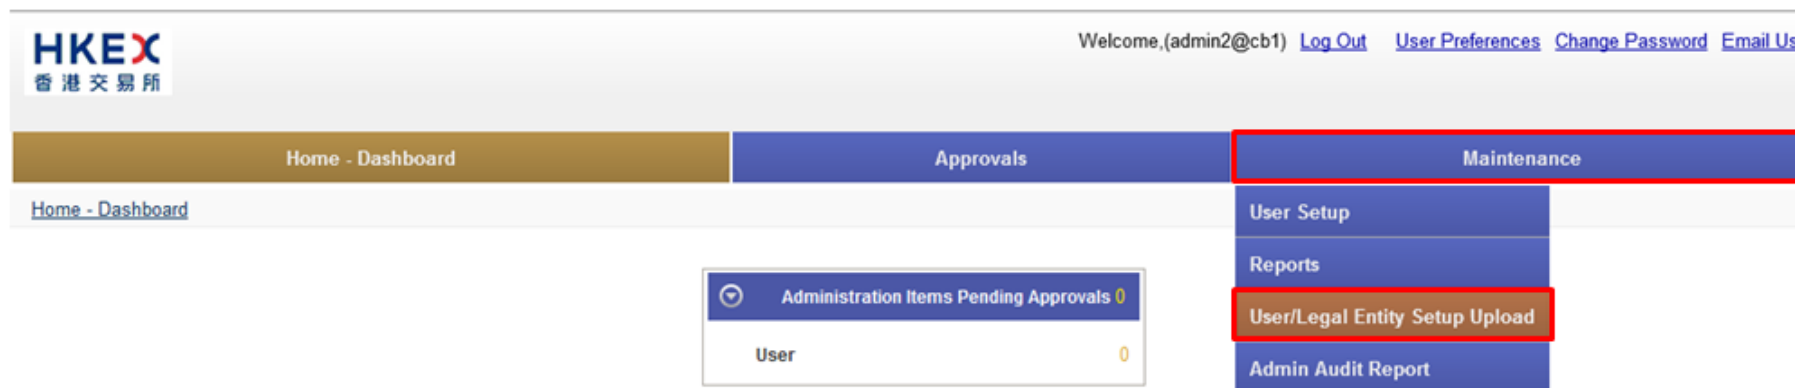 HKEX
香港交易所
Welcome,(admin2@cb1) Log Out User Preferences Change Password Email Us
Home - Dashboard Approvals Maintenance
Home - Dashboard
User Setup
Reports
Administration Items Pending Approvals 0
User/Legal Entity Setup Upload
User 0
Admin Audit Report